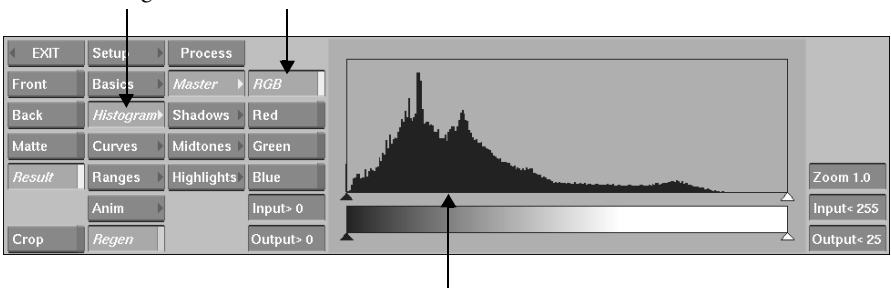 EXIT Setup Process
Front Basics Master RGB
Back Histogram Shadows Red
Matte Curves Midtones Green
Result Ranges Highlights Blue Zoom 1.0
Anim Input> 0 Input< 255
Crop Regen Output> 0 Output< 25